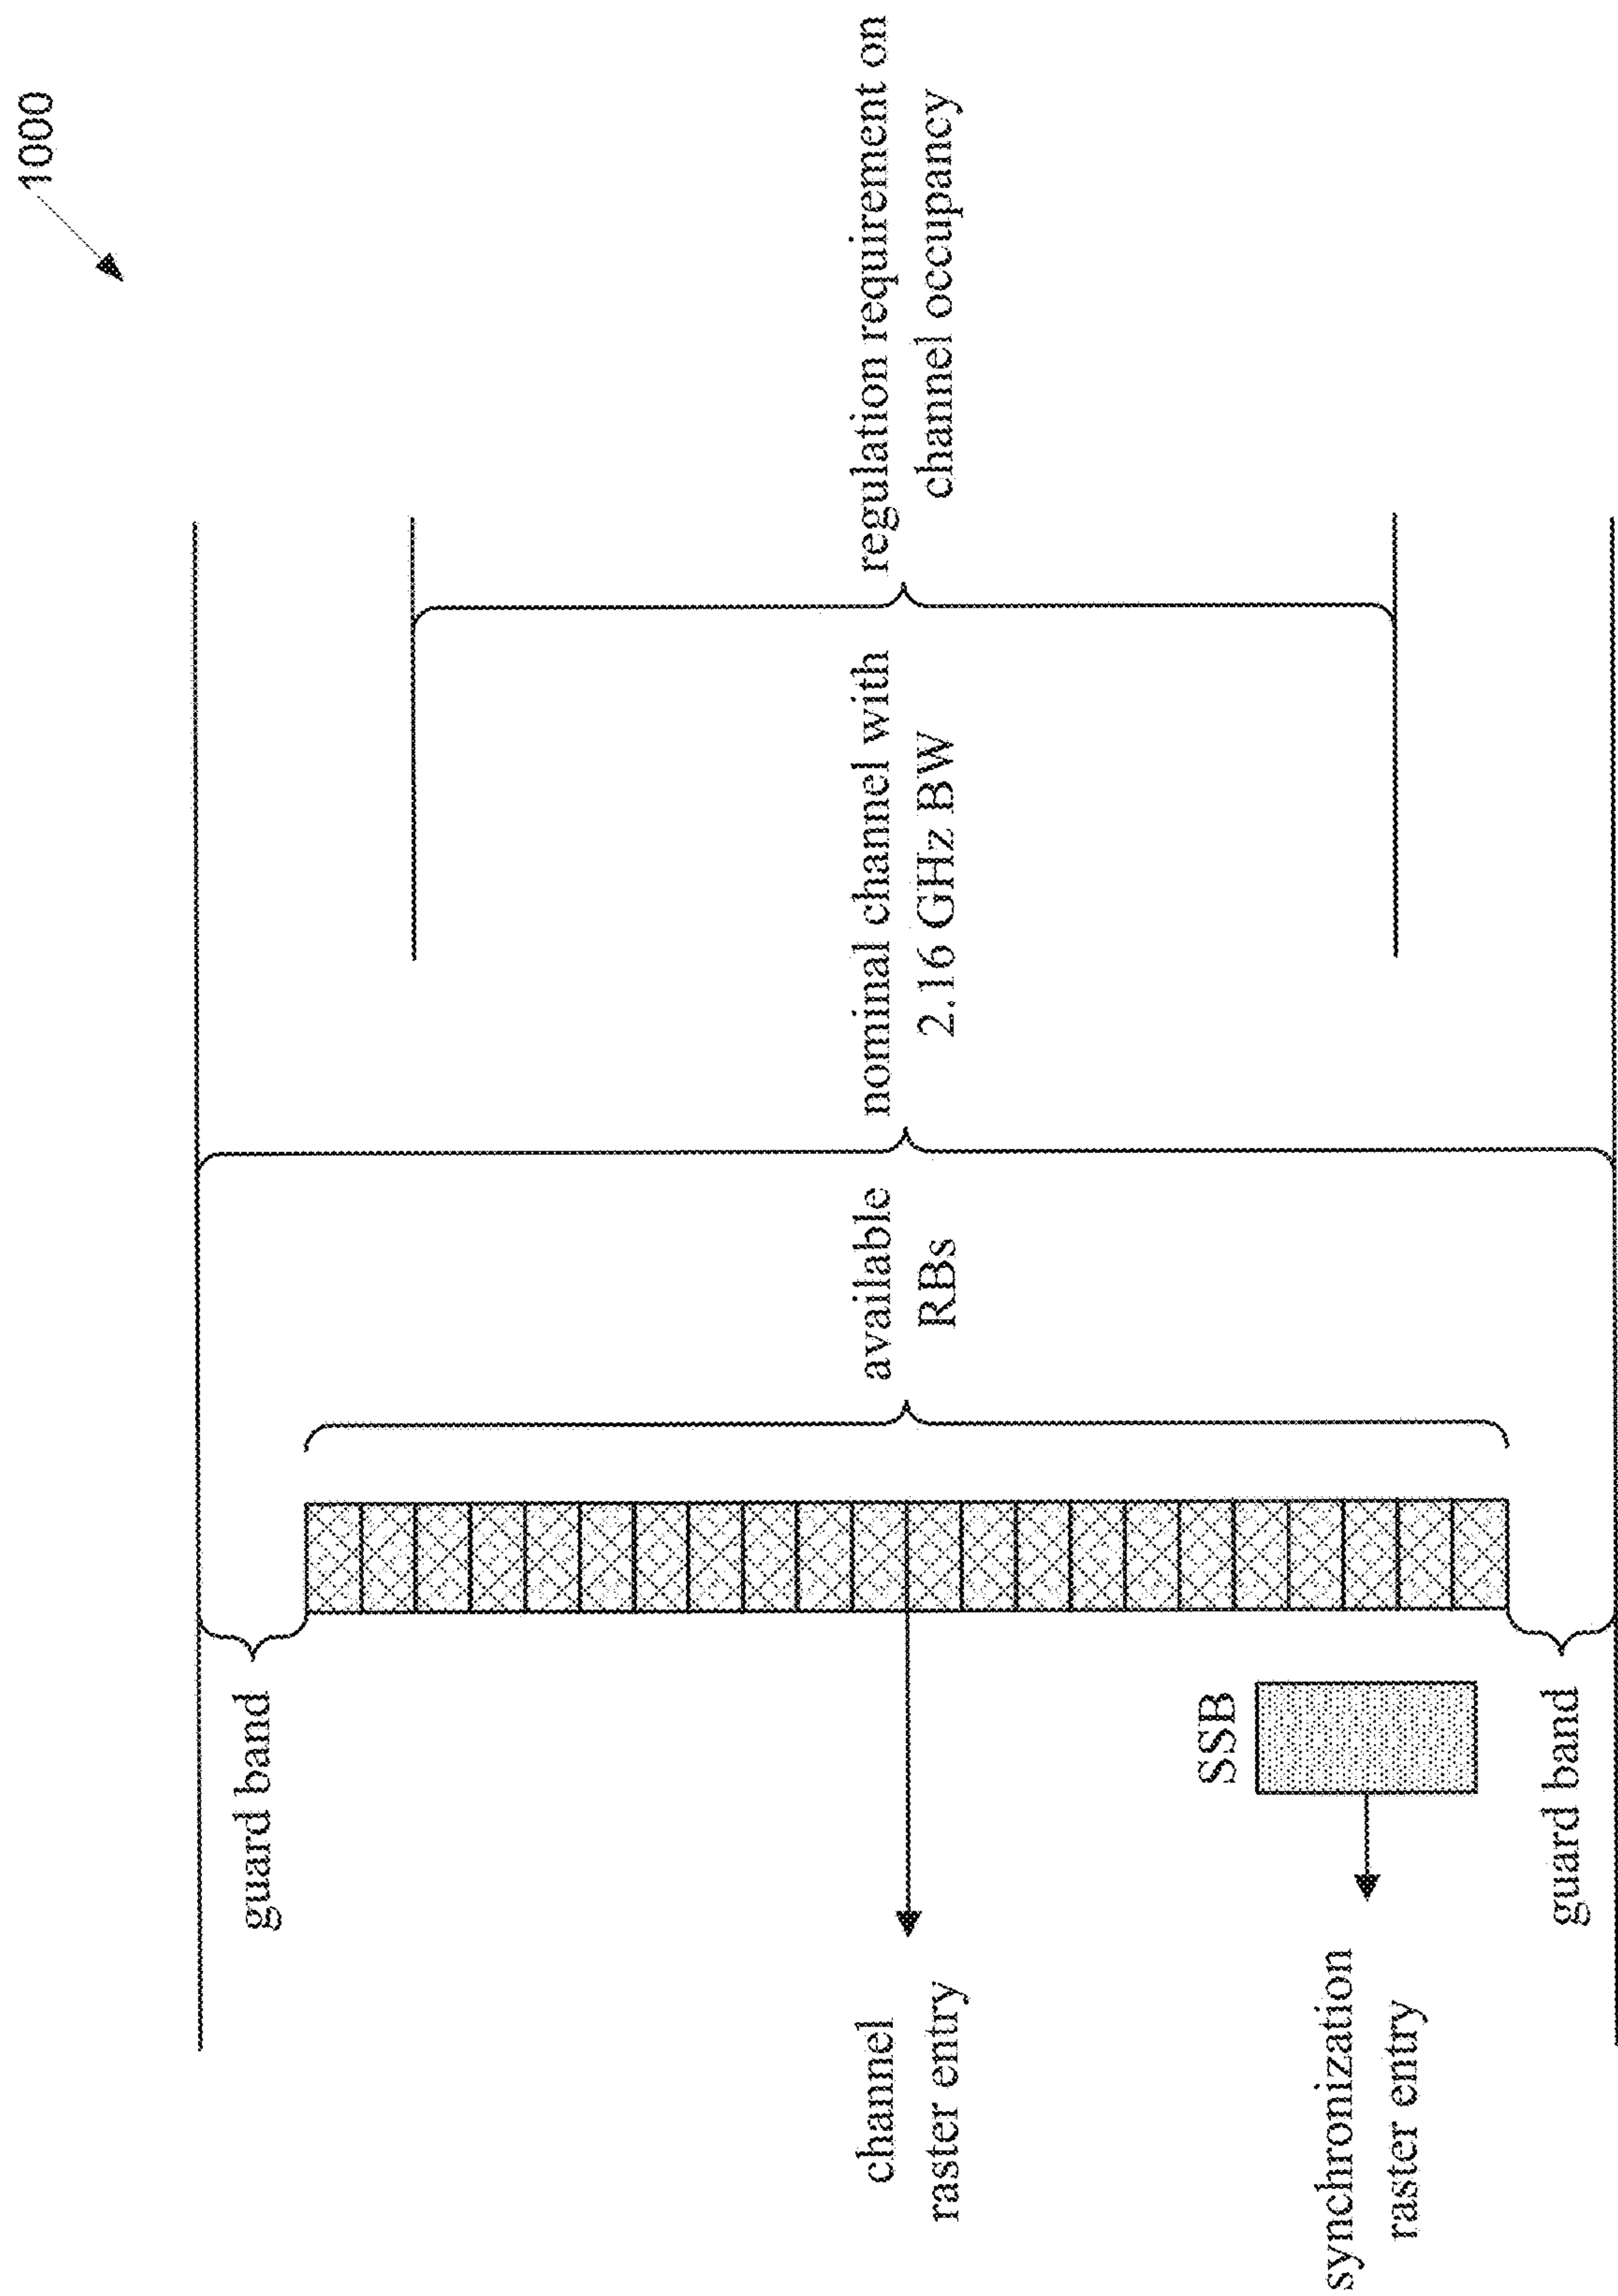 1000
guard band
channel
raster entry
SSB
synchronization
raster entry
guard band
available
RBs
nominal channel with
2.16 GHz BW
regulation requirement on
channel occupancy